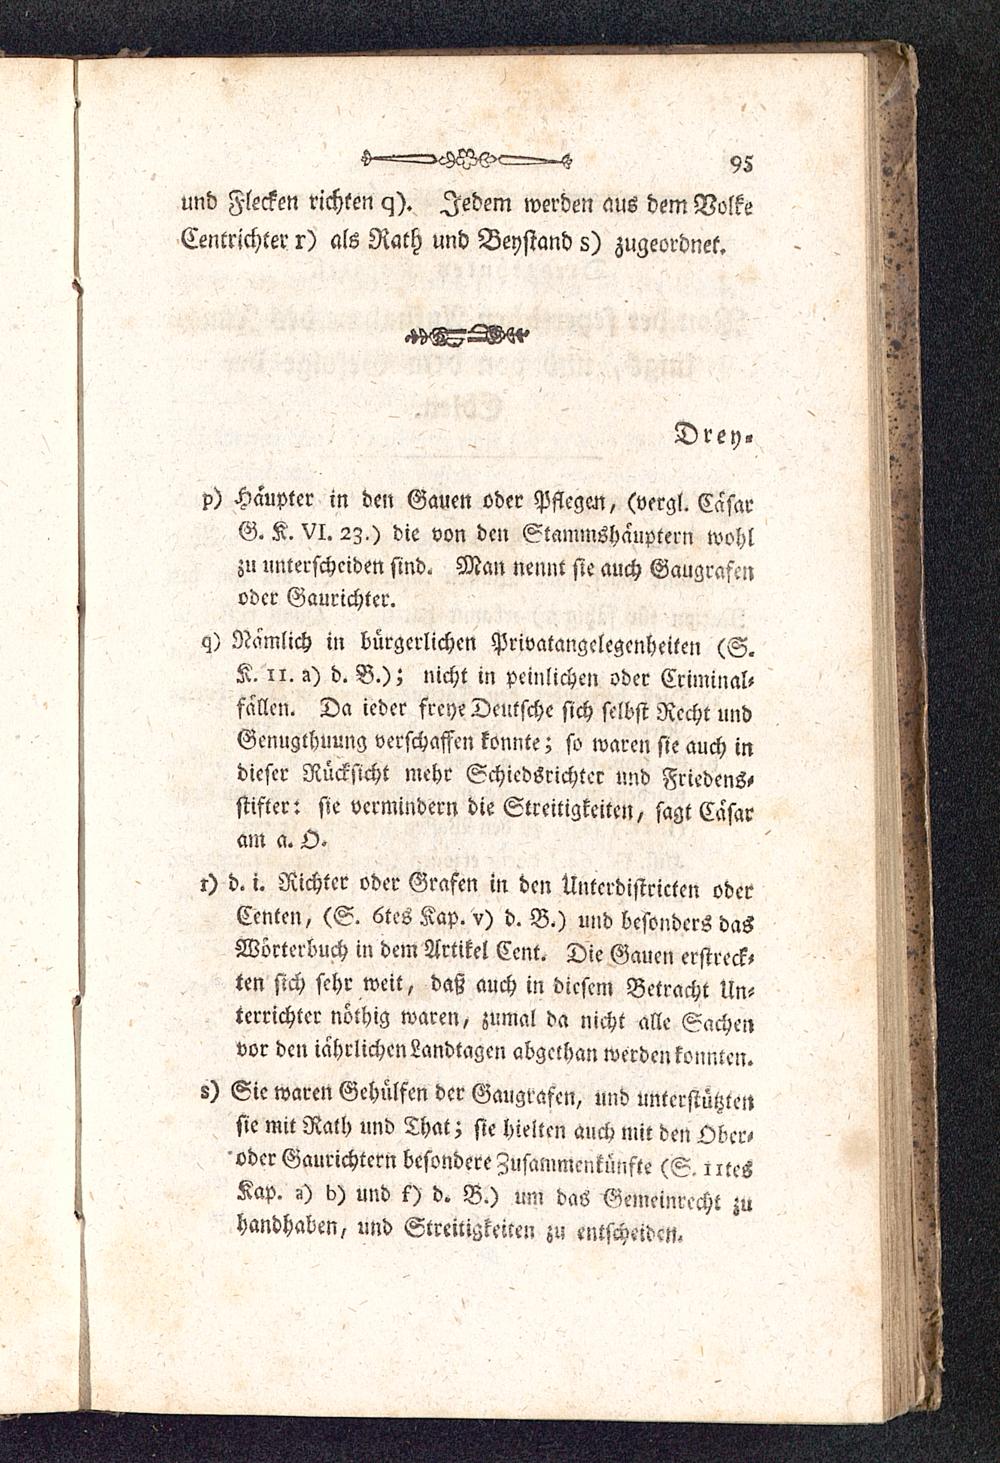 95
und Flecken richten q). Jedem werden aus dem Volke
Centrichter r) als Rath und Beystand s) zugeordnet.
Drey-
p) Häupter in den Gauen oder Pflegen, (vergl. Cäsar
G. K. VI. 23.) die von den Stammshäuptern wohl
zu unterscheiden sind. Man nennt sie auch Gaugrafen
oder Gaurichter.
q) Nämlich in bürgerlichen Privatangelegenheiten (S.
K. 11. a) d. B.); nicht in peinlichen oder Criminal-
fällen. Da ieder freye Deutsche sich selbst Recht und
Genugthuung verschaffen konnte; so waren sie auch in
dieser Rücksicht mehr Schiedsrichter und Friedens-
stifter: sie vermindern die Streitigkeiten, sagt Cäsar
am a. O.
r) d. i. Richter oder Grafen in den Unterdistricten oder
Centen, (S. 6tes Kap. v) d. B.) und besonders das
Wörterbuch in dem Artikel Cent. Die Gauen erstreck-
ten sich sehr weit, daß auch in diesem Betracht Un-
terrichter nöthig waren, zumal da nicht alle Sachen
vor den iährlichen Landtagen abgethan werden konnten.
s) Sie waren Gehülfen der Gaugrafen, und unterstützten
sie mit Rath und That; sie hielten auch mit den Ober-
oder Gaurichtern besondere Zusammenkünfte (S. 11tes
Kap. a) b) und f) d. B.) um das Gemeinrecht zu
handhaben, und Streitigkeiten zu entscheiden.